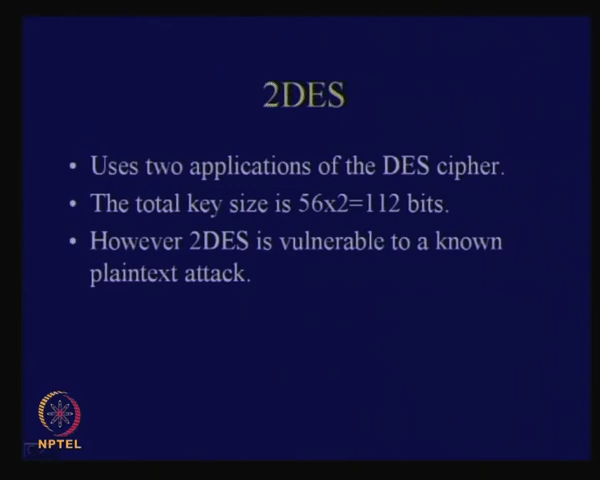 2DES
• Uses two applications of the DES cipher.
• The total key size is 56x2=112 bits.
• However 2DES is vulnerable to a known
plaintext attack.
NPTEL